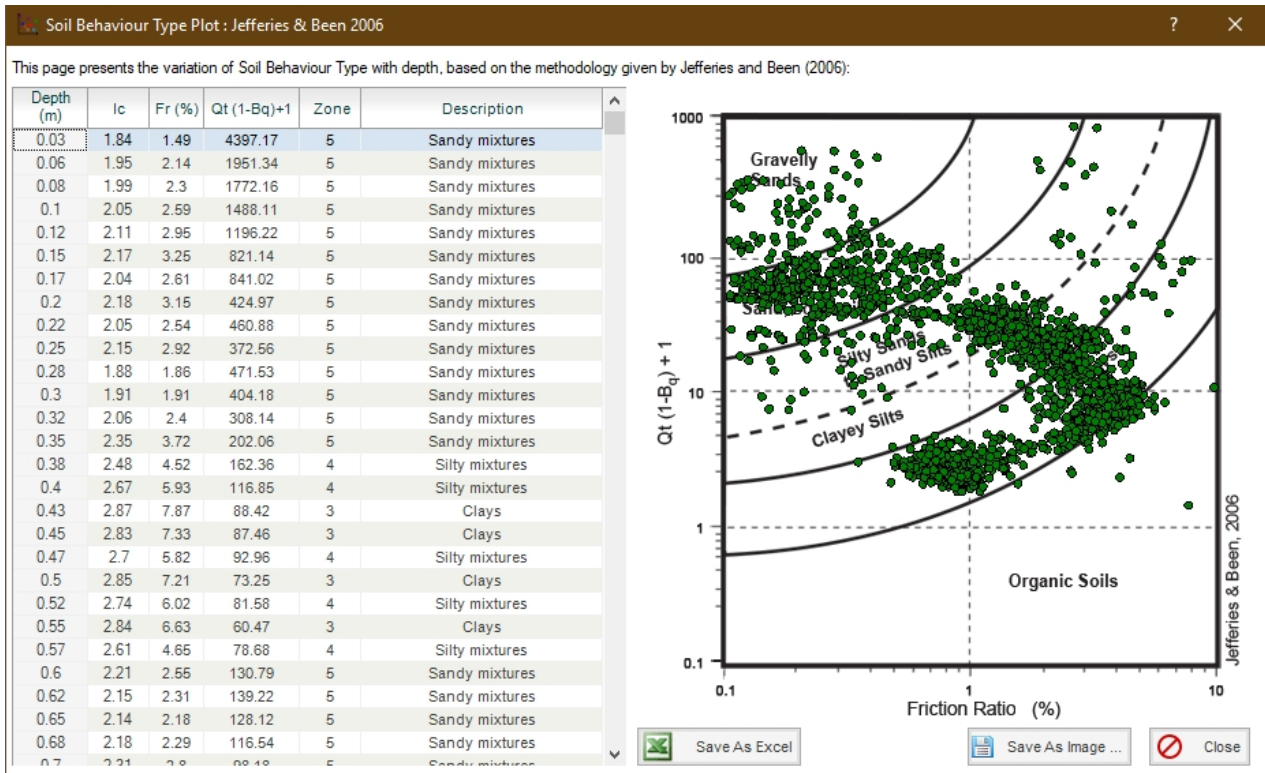 Soil Behaviour Type Plot : Jefferies & Been 2006
?
This page presents the variation of Soil Behaviour Type with depth, based on the methodology given by Jefferies and Been (2006):
Depth (m) Ic Fr (%) Qt (1-Bq)+1 Zone Description
0.03 1.84 1.49 4397.17 5 Sandy mixtures
0.06 1.95 2.14 1951.34 5 Sandy mixtures
0.08 1.99 2.3 1772.16 5 Sandy mixtures
0.1 2.05 2.59 1488.11 5 Sandy mixtures
0.12 2.11 2.95 1196.22 5 Sandy mixtures
0.15 2.17 3.25 821.14 5 Sandy mixtures
0.17 2.04 2.61 841.02 5 Sandy mixtures
0.2 2.18 3.15 424.97 5 Sandy mixtures
0.22 2.05 2.54 460.88 5 Sandy mixtures
0.25 2.15 2.92 372.56 5 Sandy mixtures
0.28 1.88 1.86 471.53 5 Sandy mixtures
0.3 1.91 1.91 404.18 5 Sandy mixtures
0.32 2.06 2.4 308.14 5 Sandy mixtures
0.35 2.35 3.72 202.06 5 Sandy mixtures
0.38 2.48 4.52 162.36 4 Silty mixtures
0.4 2.67 5.93 116.85 4 Silty mixtures
0.43 2.87 7.87 88.42 3 Clays
0.45 2.83 7.33 87.46 3 Clays
0.47 2.7 5.82 92.96 4 Silty mixtures
0.5 2.85 7.21 73.25 3 Clays
0.52 2.74 6.02 81.58 4 Silty mixtures
0.55 2.84 6.63 60.47 3 Clays
0.57 2.61 4.65 78.68 4 Silty mixtures
0.6 2.21 2.55 130.79 5 Sandy mixtures
0.62 2.15 2.31 139.22 5 Sandy mixtures
0.65 2.14 2.18 128.12 5 Sandy mixtures
0.68 2.18 2.29 116.54 5 Sandy mixtures
0.7 2.31 2.8 98.18 5 Sandy mixtures
1000
100
10
1
0.1
Qt (1-Bq) + 1
Gravelly
Sands
Silty Sands
Sandy Silts
Clayey Silts
Organic Soils
0.1 1 10
Friction Ratio (%)
Jefferies & Been, 2006
Save As Excel
Save As Image ...
Close